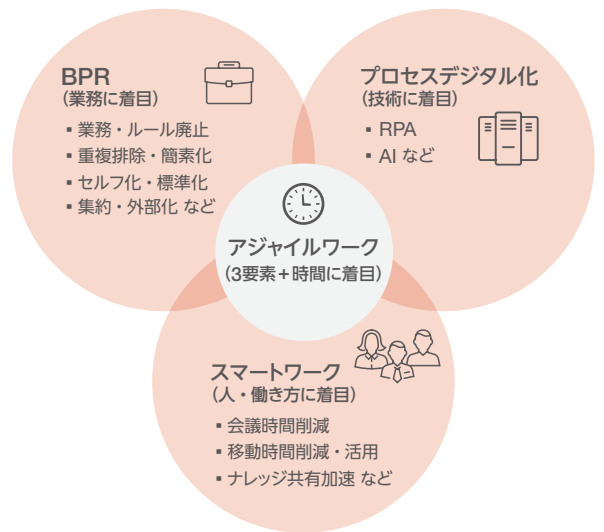 BPR
(業務に着目)
▪ 業務・ルール廃止
▪ 重複排除・簡素化
▪ セルフ化・標準化
▪ 集約・外部化 など
プロセスデジタル化
(技術に着目)
▪ RPA
▪ AI など
アジャイルワーク
(3要素+時間に着目)
スマートワーク
(人・働き方に着目)
▪ 会議時間削減
▪ 移動時間削減・活用
▪ ナレッジ共有加速 など